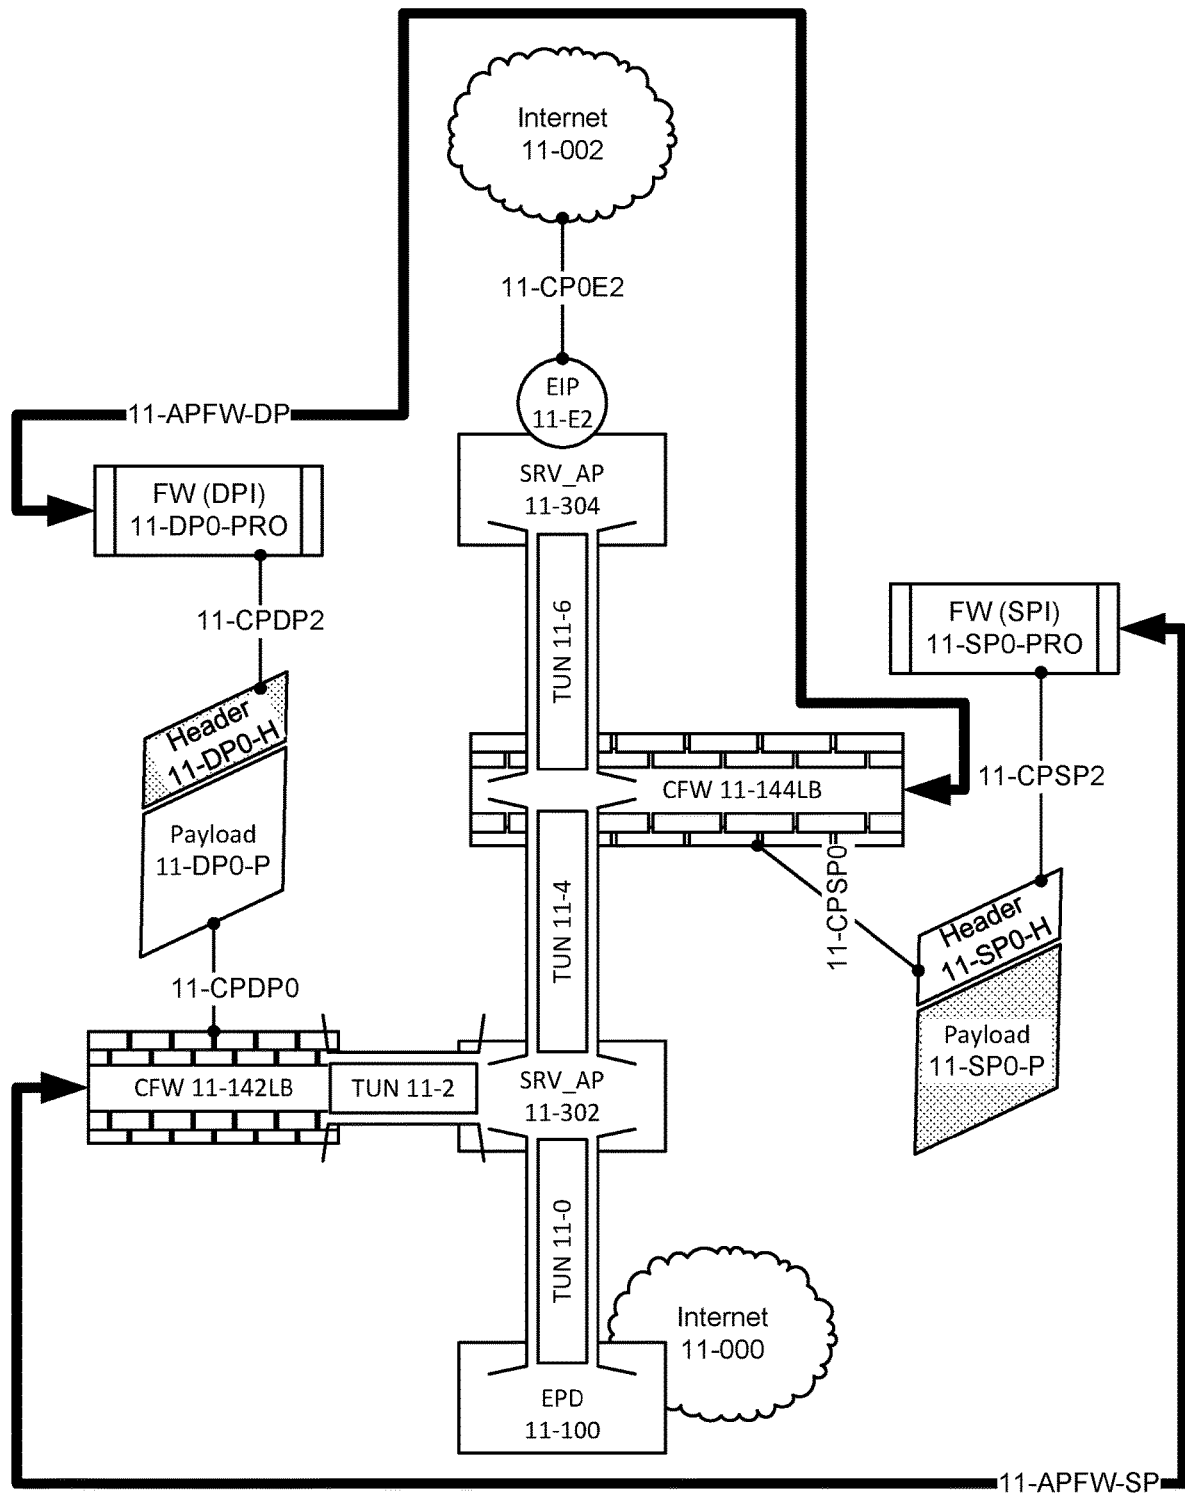 Internet
11-002
11-CP0E2
EIP
11-E2
11-APFW-DP
SRV_AP
11-304
FW (DPI)
11-DP0-PRO
11-CPDP2
TUN 11-6
FW (SPI)
11-SP0-PRO
Header
11-DP0-H
CFW 11-144LB
11-CPSP2
Payload
11-DP0-P
TUN 11-4
11-CPSP0
Header
11-SP0-H
11-CPDP0
Payload
11-SP0-P
CFW 11-142LB
TUN 11-2
SRV_AP
11-302
TUN 11-0
Internet
11-000
EPD
11-100
11-APFW-SP